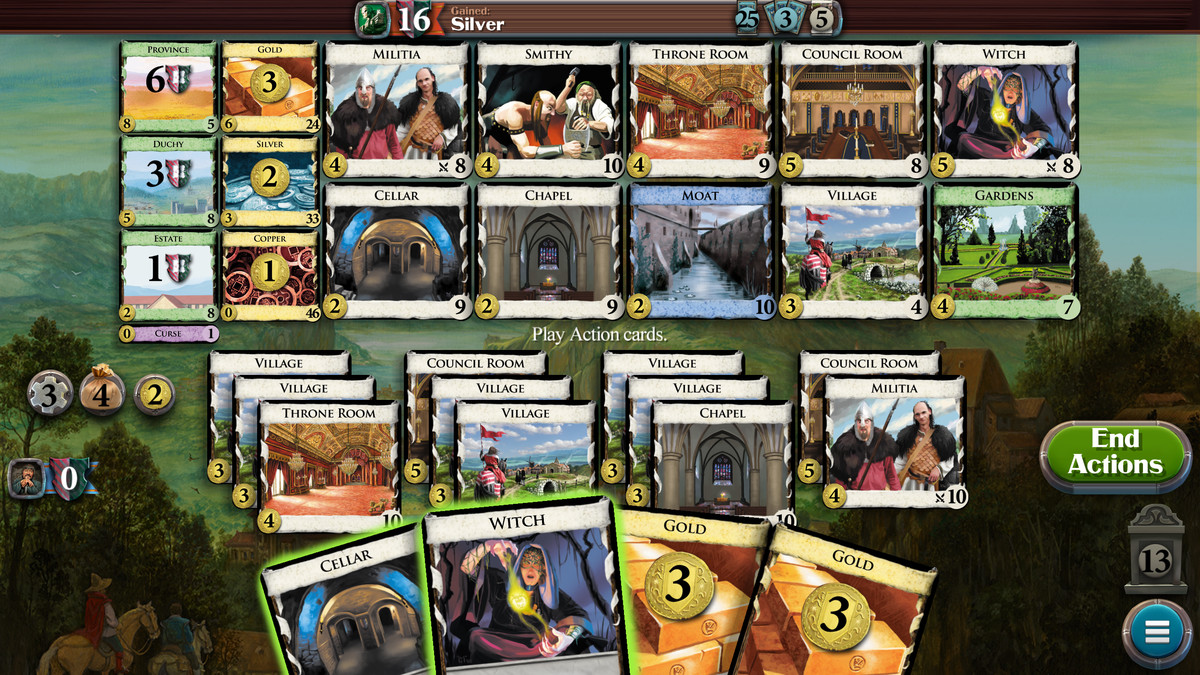 16
Gained:
Silver
25 3 5
PROVINCE
6
8 5
GOLD
3
6 24
MILITIA
4 8
SMITHY
4 10
THRONE ROOM
4 9
COUNCIL ROOM
5 8
WITCH
5 8
DUCHY
3
5 8
SILVER
2
3 33
ESTATE
1
2 8
COPPER
1
0 46
CELLAR
2 9
CHAPEL
2 9
MOAT
2 10
VILLAGE
3 4
GARDENS
4 7
0 CURSE 1
Play Action cards.
3 4 2
0
VILLAGE
3
VILLAGE
3
THRONE ROOM
4 10
COUNCIL ROOM
5
VILLAGE
3
VILLAGE
VILLAGE
3
VILLAGE
3
CHAPEL
10
COUNCIL ROOM
5
MILITIA
4 10
End
Actions
13
CELLAR
WITCH
GOLD
3
GOLD
3